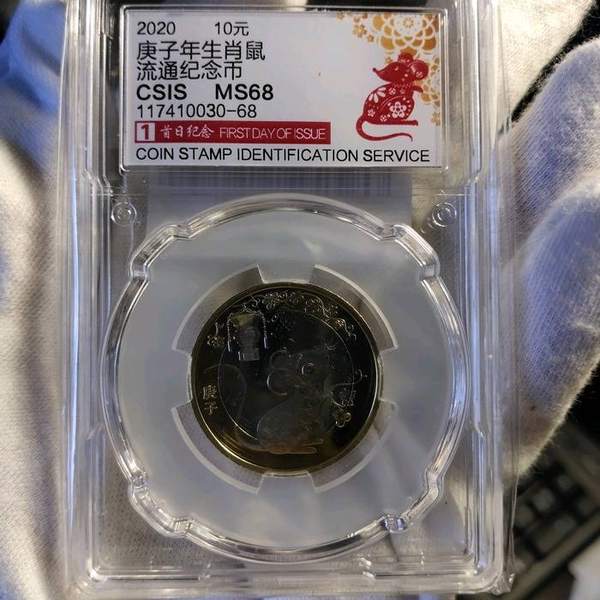 2020 10元
庚子年生肖鼠
流通纪念币
CSIS MS68
117410030-68
1 首日纪念 FIRST DAY OF ISSUE
COIN STAMP IDENTIFICATION SERVICE
庚子